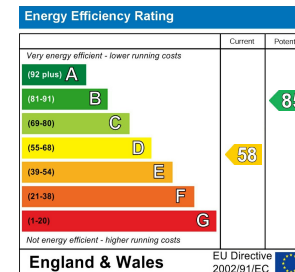 Energy Efficiency Rating
Current
Very energy efficient - lower running costs
(92 plus) A
(81-91) B
(69-80) C
(55-68) D
58
(39-54) E
(21-38) F
(1-20) G
Not energy efficient - higher running costs
England & Wales
EU Directive
2002/91/EC